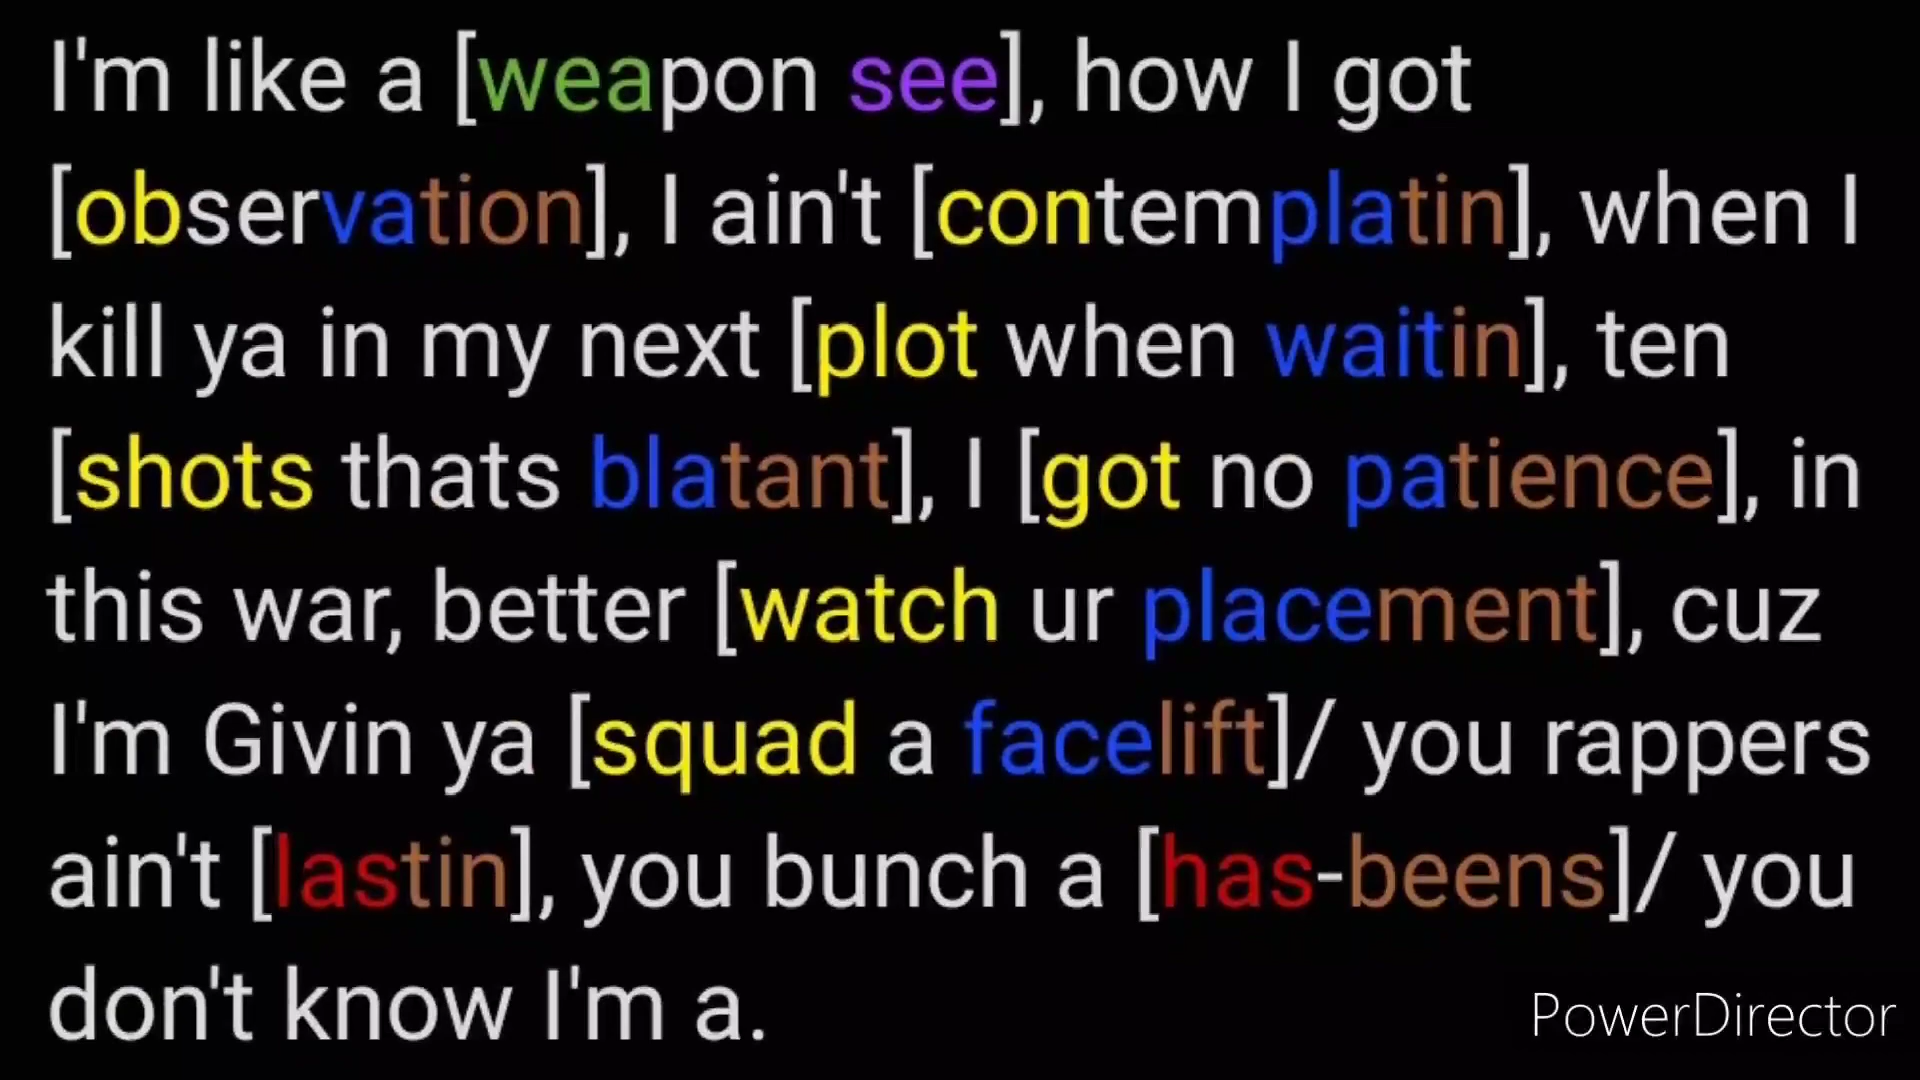 I'm like a [weapon see], how I got
[observation], I ain't [contemplatin], when I
kill ya in my next [plot when waitin], ten
[shots thats blatant], I [got no patience], in
this war, better [watch ur placement], cuz
I'm Givin ya [squad a facelift]/ you rappers
ain't [lastin], you bunch a [has-beens]/ you
don't know I'm a.
PowerDirector